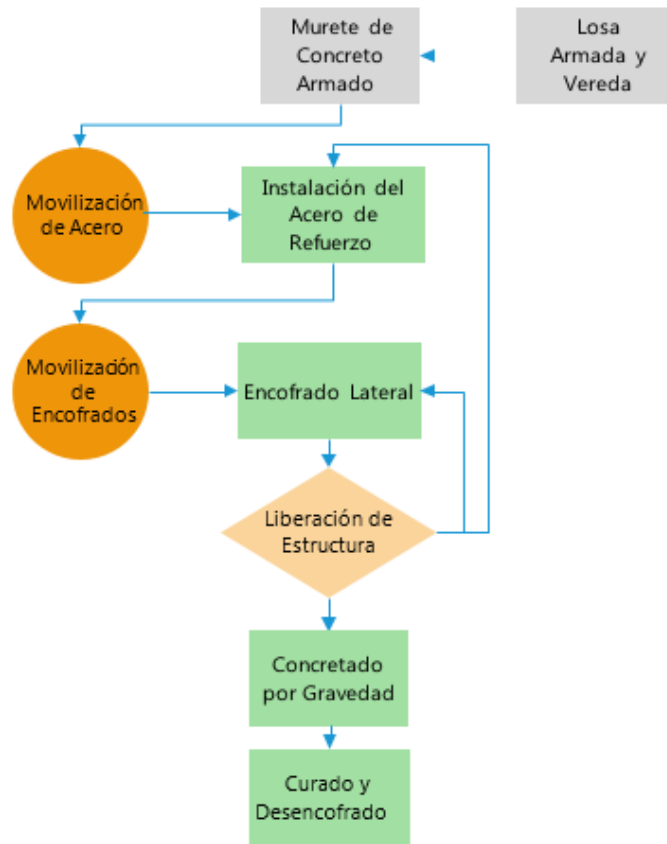 Murete de
Concreto
Armado
Losa
Armada y
Vereda
Movilización
de Acero
Instalación del
Acero de
Refuerzo
Movilización
de
Encofrados
Encofrado Lateral
Liberación de
Estructura
Concretado
por Gravedad
Curado y
Desencofrado